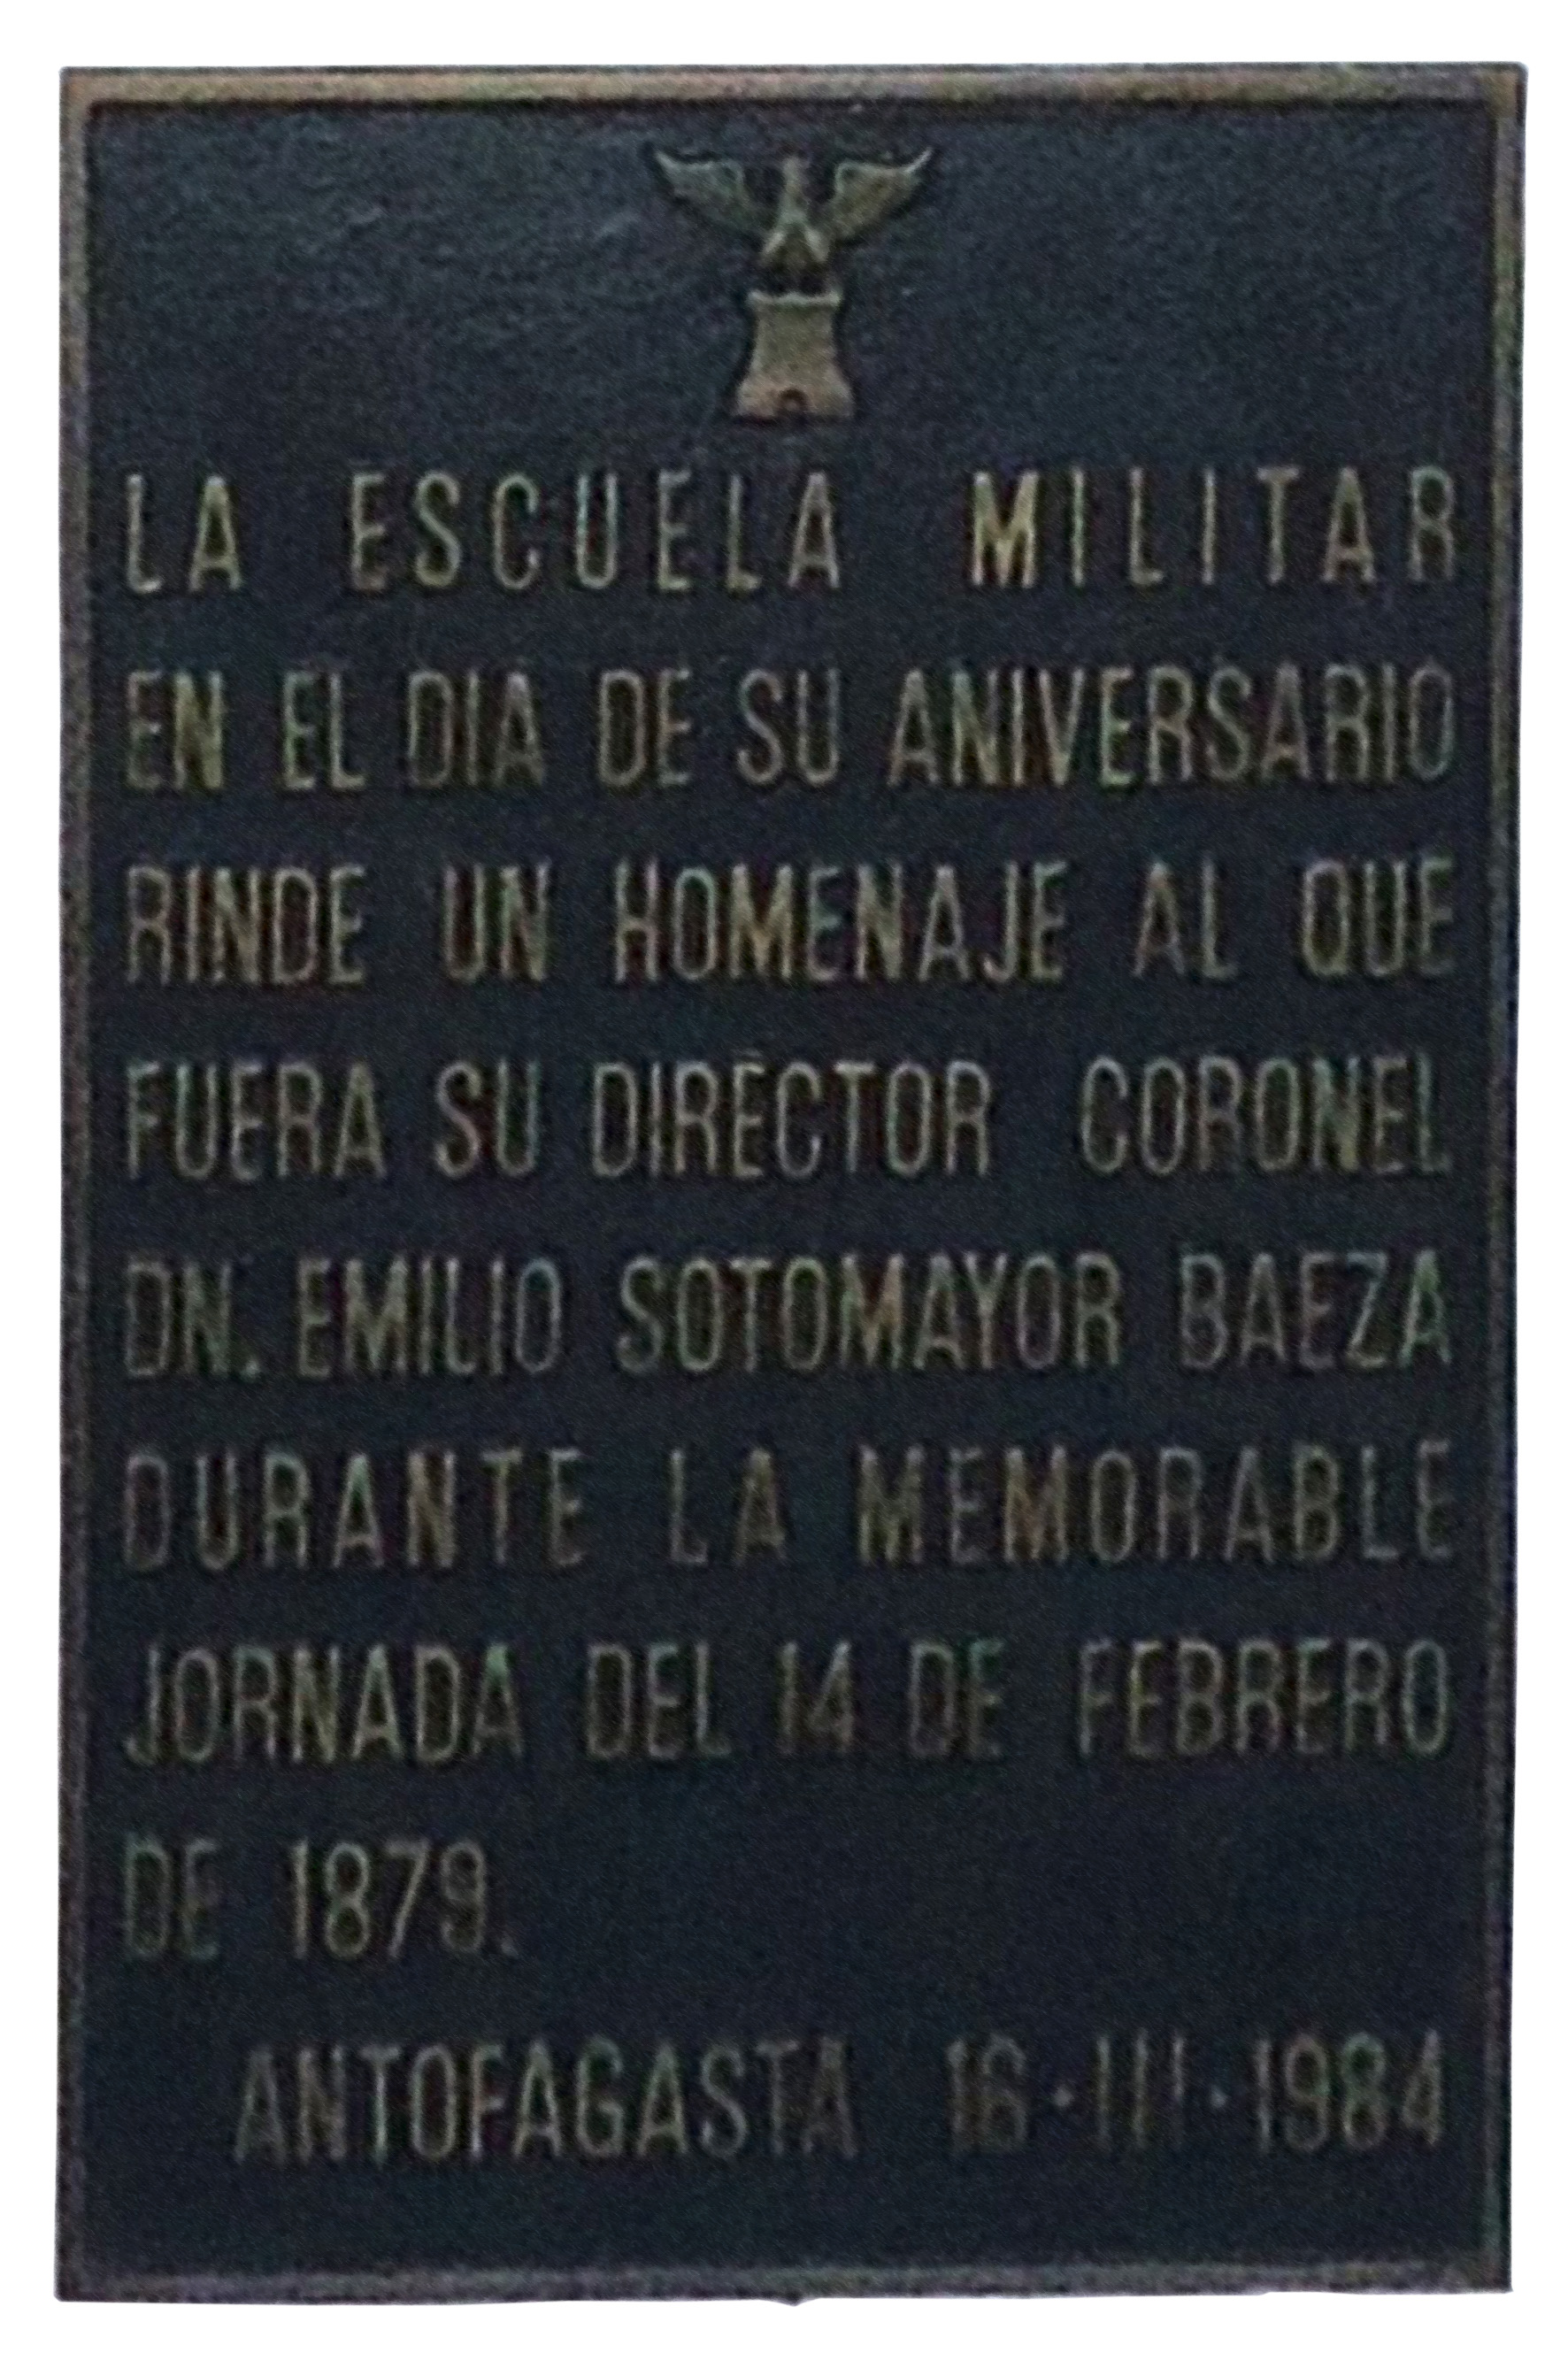 LA ESCUELA MILITAR
EN EL DIA DE SU ANIVERSARIO
RINDE UN HOMENAJE AL QUE
FUERA SU DIRECTOR CORONEL
DN. EMILIO SOTOMAYOR BAEZA
DURANTE LA MEMORABLE
JORNADA DEL 14 DE FEBRERO
DE 1879.
ANTOFAGASTA 16·III·1984